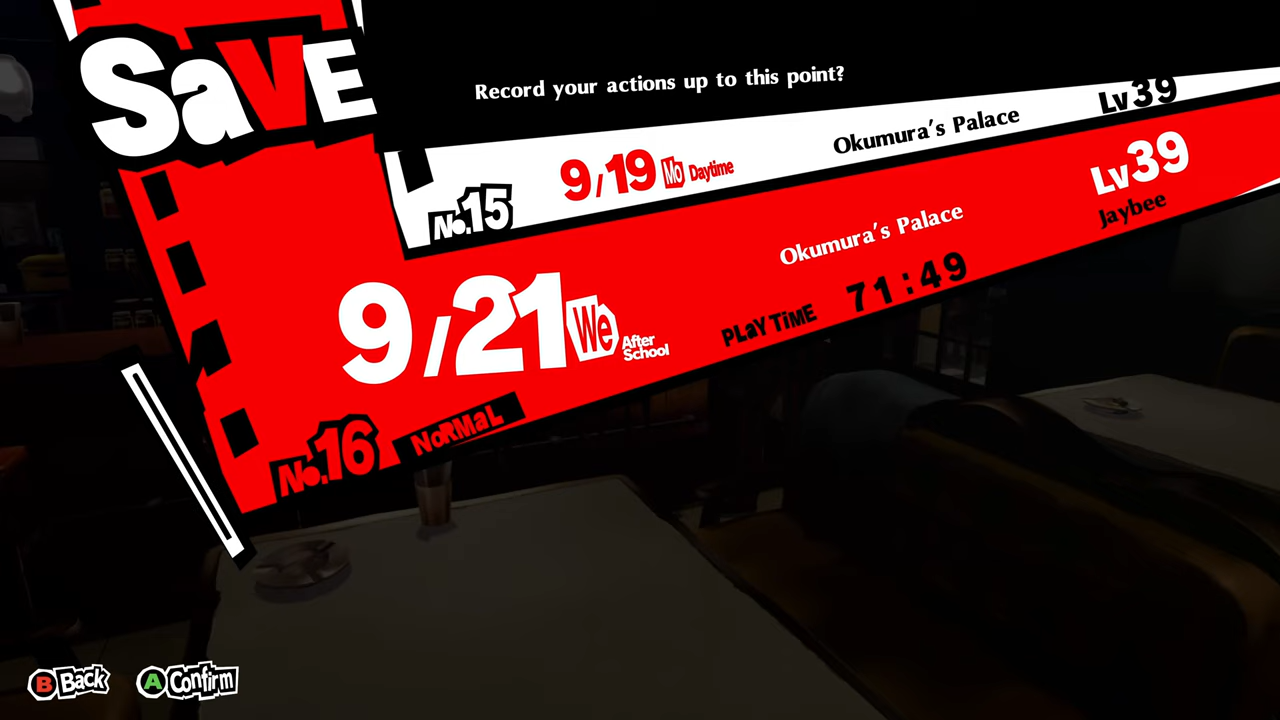 SaVE
Record your actions up to this point?
No.15 9/19 Mo Daytime Okumura's Palace Lv39
No.16 9/21 We After School
Okumura's Palace Lv39
PLaY TiME 71:49 Jaybee
NoRMaL
B Back A Confirm